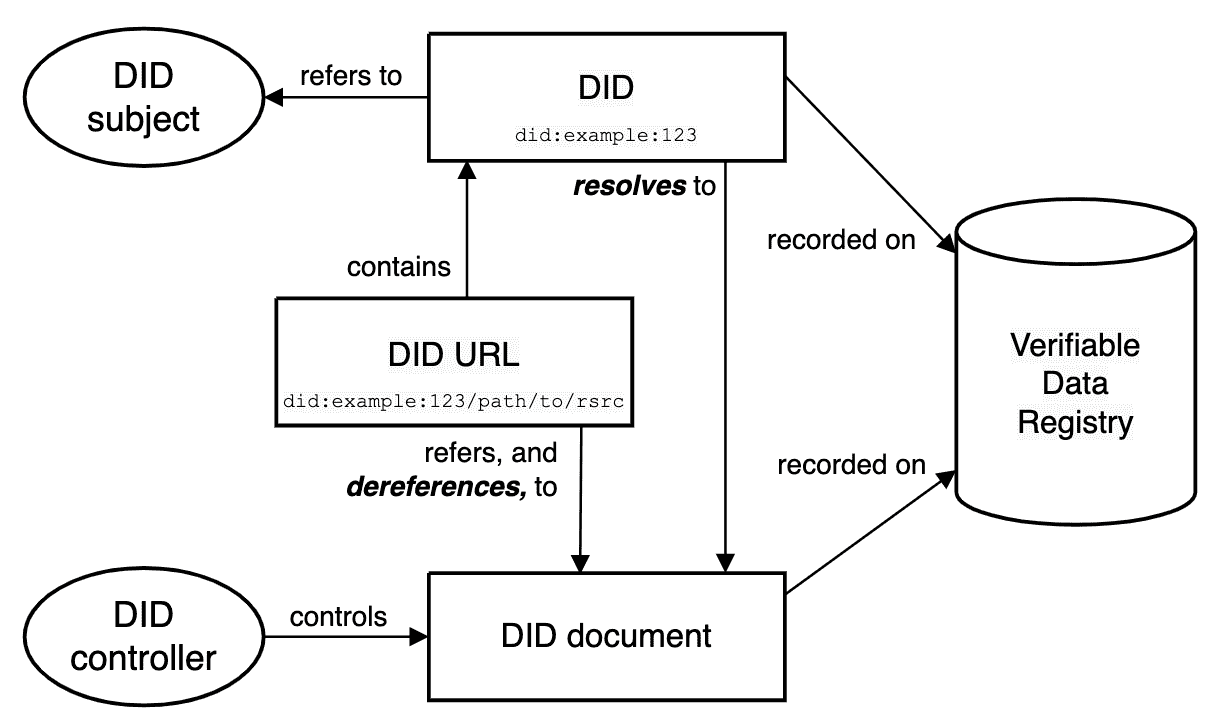 DID
subject
refers to
DID
did:example:123
resolves to
recorded on
contains
DID URL
did:example:123/path/to/rsrc
Verifiable
Data
Registry
refers, and
dereferences, to
recorded on
DID
controller
controls
DID document